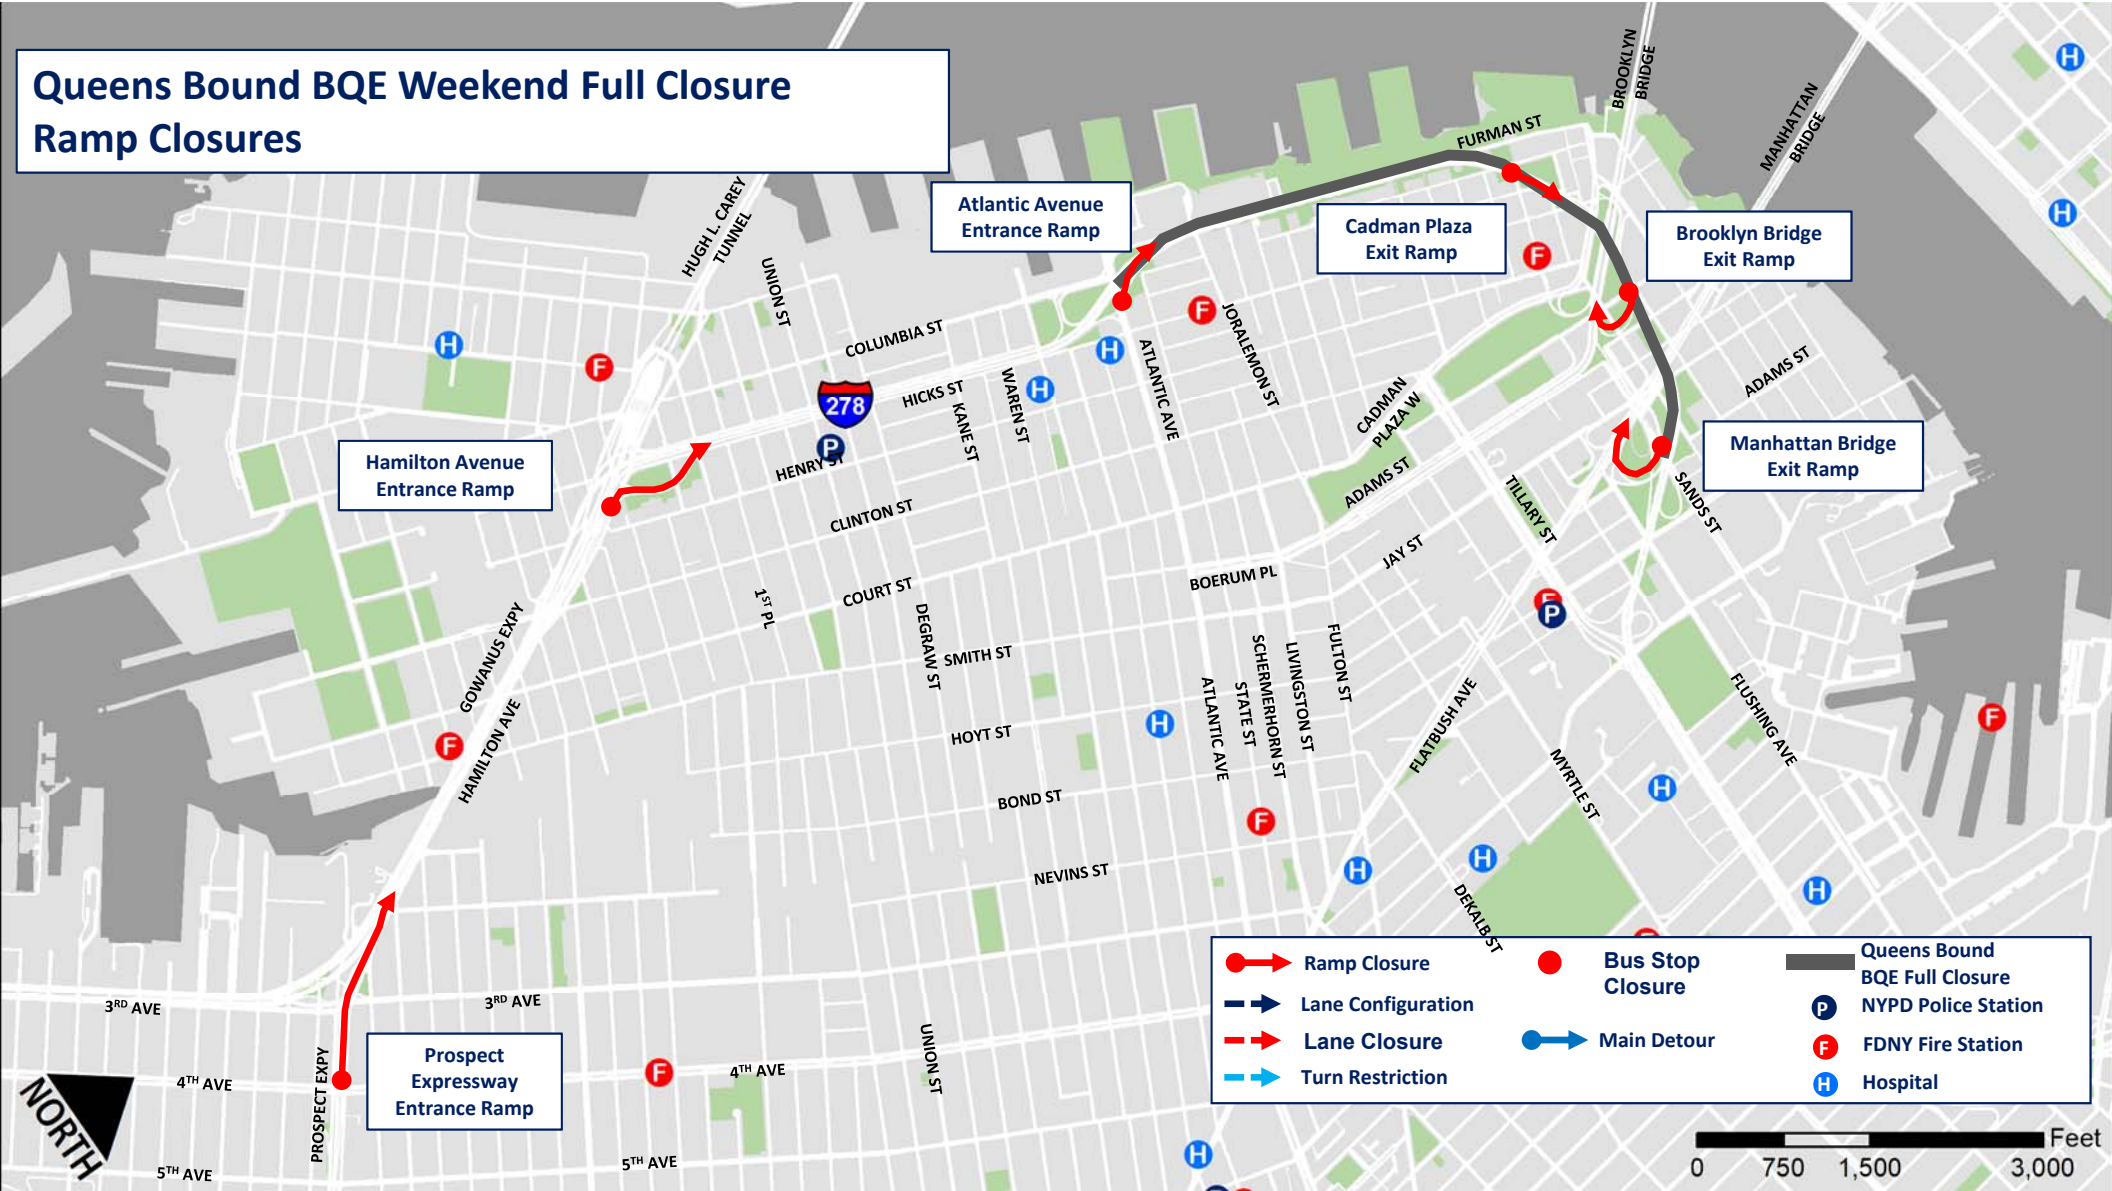 Queens Bound BQE Weekend Full Closure
Ramp Closures
BROOKLYN
BRIDGE
MANHATTAN
BRIDGE
FURMAN ST
HUGH L. CAREY
TUNNEL
UNION ST
Atlantic Avenue
Entrance Ramp
Cadman Plaza
Exit Ramp
Brooklyn Bridge
Exit Ramp
COLUMBIA ST
278
HICKS ST
KANE ST
WAREN ST
ATLANTIC AVE
JORALEMON ST
CADMAN
PLAZA W
ADAMS ST
ADAMS ST
Hamilton Avenue
Entrance Ramp
HENRY ST
CLINTON ST
Manhattan Bridge
Exit Ramp
SANDS ST
TILLARY ST
JAY ST
BOERUM PL
1ST PL
COURT ST
DEGRAW ST
SMITH ST
GOWANUS EXPY
HAMILTON AVE
HOYT ST
BOND ST
NEVINS ST
ATLANTIC AVE
STATE ST
SCHERMERHORN ST
LIVINGSTON ST
FULTON ST
FLATBUSH AVE
MYRTLE ST
FLUSHING AVE
DEKALB ST
3RD AVE
3RD AVE
4TH AVE
4TH AVE
5TH AVE
5TH AVE
UNION ST
PROSPECT EXPY
Prospect
Expressway
Entrance Ramp
NORTH
H
H
H
H
H
H
H
H
H
H
H
F
F
F
F
F
F
F
F
F
P
P
Ramp Closure
Lane Configuration
Lane Closure
Turn Restriction
Bus Stop
Closure
Main Detour
Queens Bound
BQE Full Closure
P NYPD Police Station
F FDNY Fire Station
H Hospital
Feet
0 750 1,500 3,000